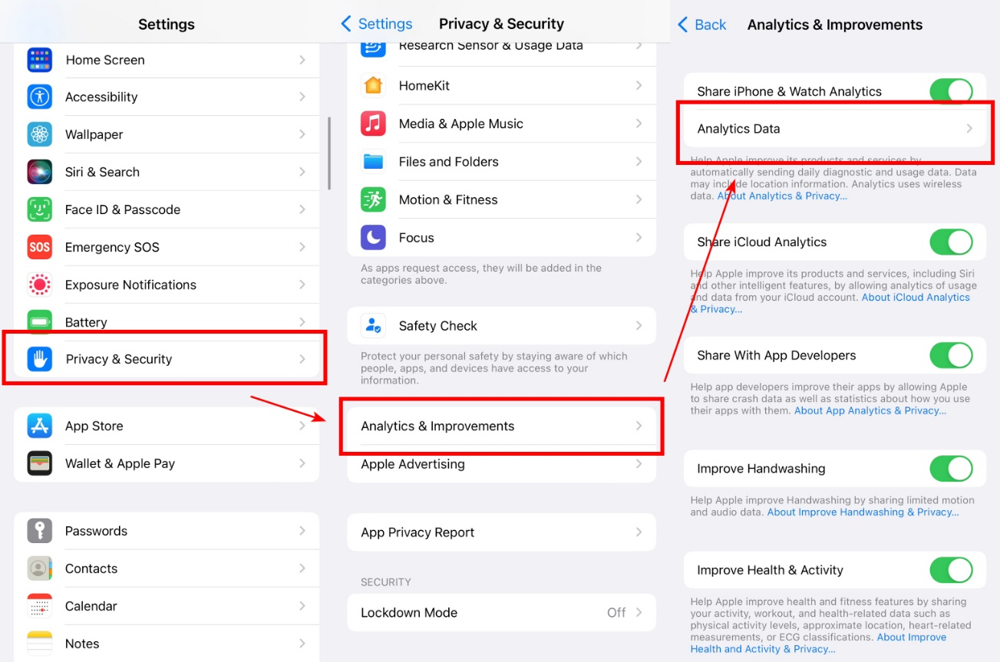 Settings
Home Screen
Accessibility
Wallpaper
Siri & Search
Face ID & Passcode
SOS
Emergency SOS
Exposure Notifications
Battery
Privacy & Security
App Store
Wallet & Apple Pay
Passwords
Contacts
Calendar
Notes
Settings
Privacy & Security
Research Sensor & Usage Data
HomeKit
Media & Apple Music
Files and Folders
Motion & Fitness
Focus
As apps request access, they will be added in the
categories above.
Safety Check
Protect your personal safety by staying aware of which
people, apps, and devices have access to your
information.
Analytics & Improvements
Apple Advertising
App Privacy Report
SECURITY
Lockdown Mode Off
Back
Analytics & Improvements
Share iPhone & Watch Analytics
Analytics Data
Help Apple improve its products and services by
automatically sending daily diagnostic and usage data. Data
may include location information. Analytics uses wireless
data. About Analytics & Privacy...
Share iCloud Analytics
Help Apple improve its products and services, including Siri
and other intelligent features, by allowing analytics of usage
and data from your iCloud account. About iCloud Analytics
& Privacy...
Share With App Developers
Help app developers improve their apps by allowing Apple
to share crash data as well as statistics about how you use
their apps with them. About App Analytics & Privacy...
Improve Handwashing
Help Apple improve Handwashing by sharing limited motion
and audio data. About Improve Handwashing & Privacy...
Improve Health & Activity
Help Apple improve health and fitness features by sharing
your activity, workout, and health-related data such as
physical activity levels, approximate location, heart-related
measurements, or ECG classifications. About Improve
Health and Activity & Privacy...